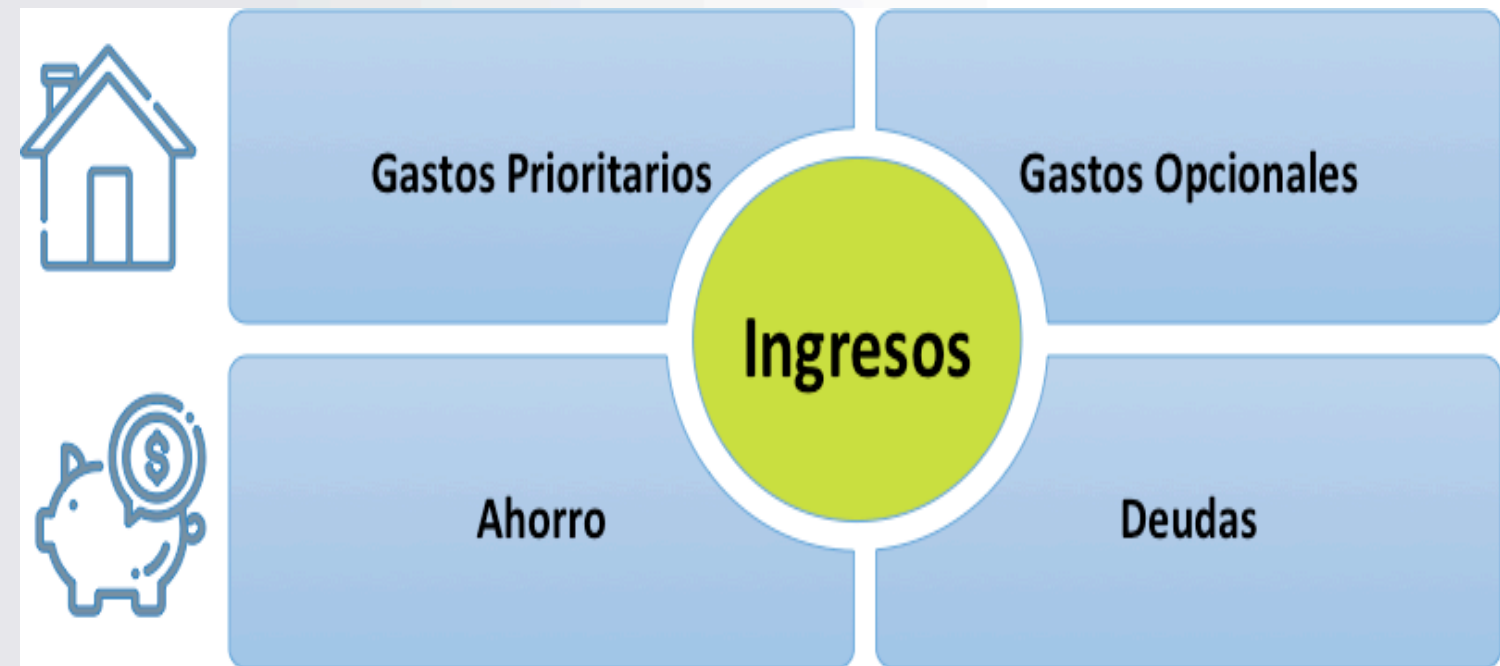 Gastos Prioritarios
Gastos Opcionales
Ingresos
Ahorro
Deudas
$